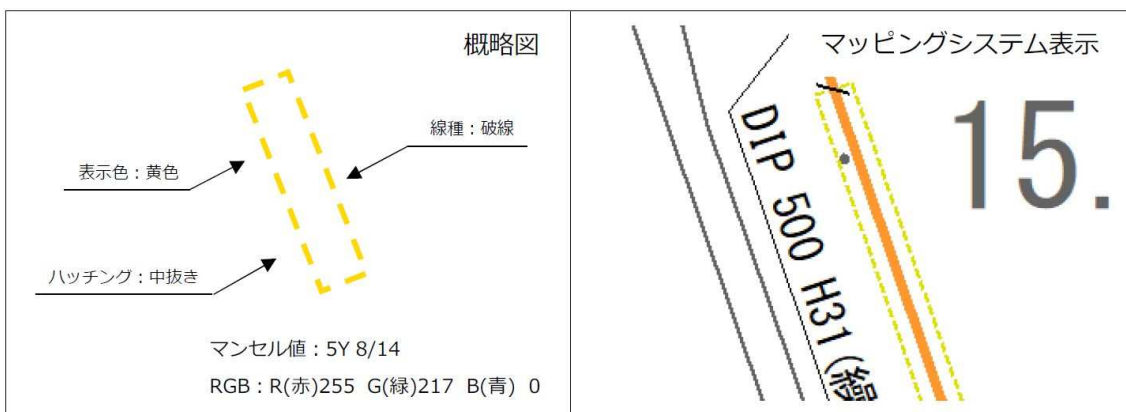 概略図
線種：破線
表示色：黄色
ハッチング：中抜き
マンセル値：5Y 8/14
RGB：R(赤)255 G(緑)217 B(青) 0
マッピングシステム表示
DIP 500 H31(繰
15.